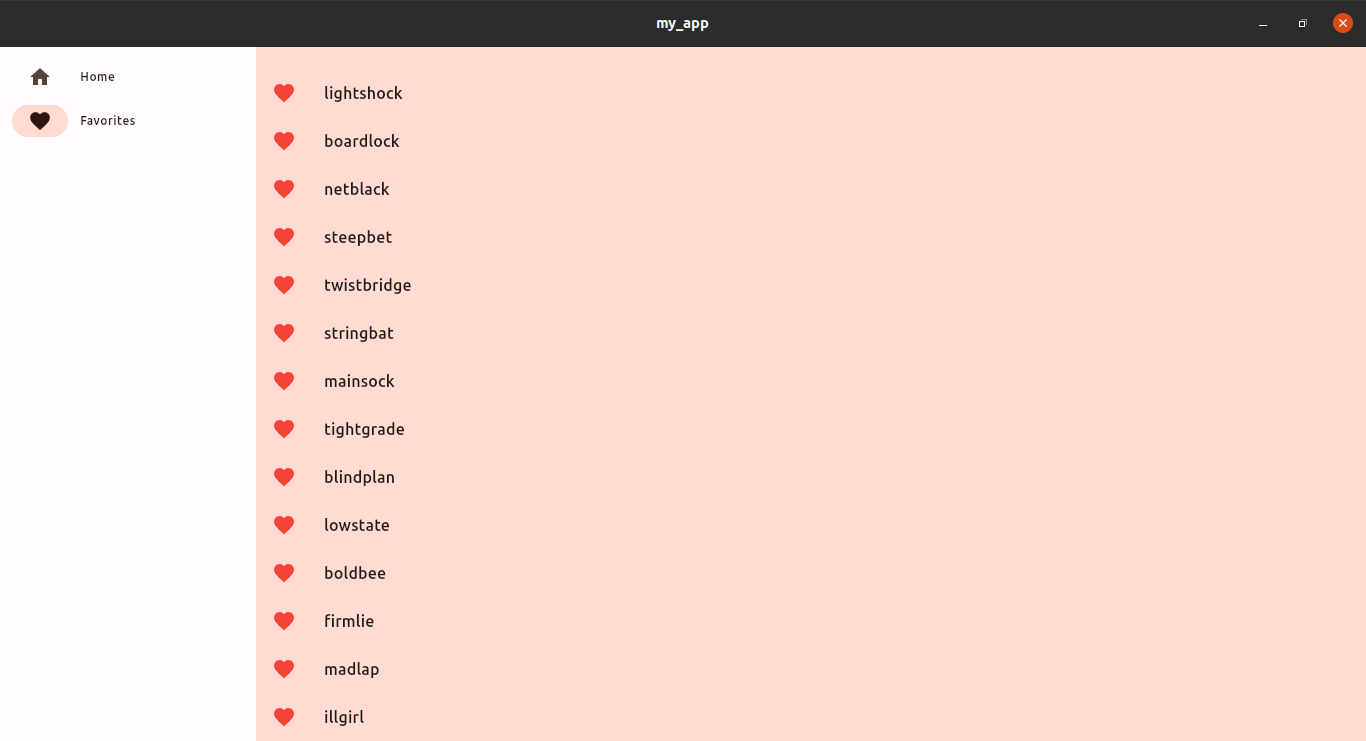 my_app
Home
Favorites
lightshock
boardlock
netblack
steepbet
twistbridge
stringbat
mainsock
tightgrade
blindplan
lowstate
boldbee
firmlie
madlap
illgirl